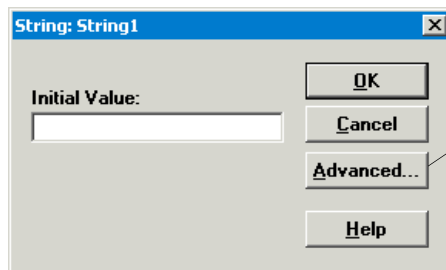 String: String1
OK
Initial Value:
Cancel
Advanced...
Help